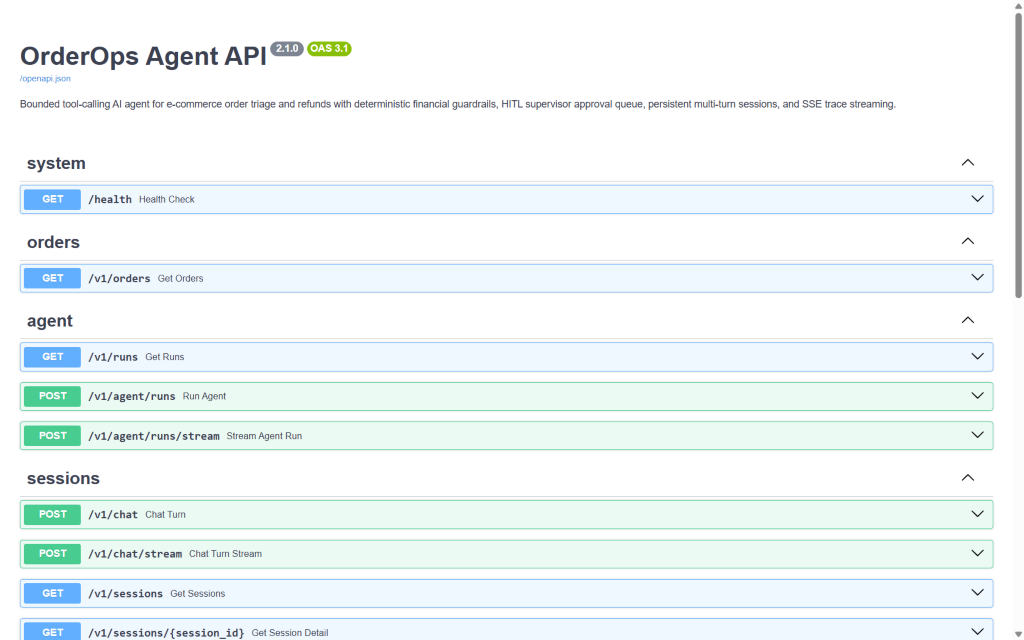 OrderOps Agent API 2.1.0 OAS 3.1
/openapi.json
Bounded tool-calling AI agent for e-commerce order triage and refunds with deterministic financial guardrails, HITL supervisor approval queue, persistent multi-turn sessions, and SSE trace streaming.
system
GET /health Health Check
orders
GET /v1/orders Get Orders
agent
GET /v1/runs Get Runs
POST /v1/agent/runs Run Agent
POST /v1/agent/runs/stream Stream Agent Run
sessions
POST /v1/chat Chat Turn
POST /v1/chat/stream Chat Turn Stream
GET /v1/sessions Get Sessions
GET /v1/sessions/{session_id} Get Session Detail